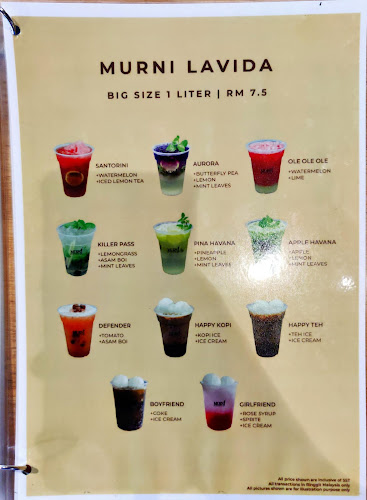 MURNI LAVIDA
BIG SIZE 1 LITER | RM 7.5
SANTORINI
•WATERMELON
•ICED LEMON TEA
AURORA
•BUTTERFLY PEA
•LEMON
•MINT LEAVES
OLE OLE OLE
•WATERMELON
•LIME
KILLER PASS
•LEMONGRASS
•ASAM BOI
•MINT LEAVES
PINA HAVANA
•PINEAPPLE
•LEMON
•MINT LEAVES
APPLE HAVANA
•APPLE
•LEMON
•MINT LEAVES
DEFENDER
•TOMATO
•ASAM BOI
HAPPY KOPI
•KOPI ICE
•ICE CREAM
HAPPY TEH
•TEH ICE
•ICE CREAM
BOYFRIEND
•COKE
•ICE CREAM
GIRLFRIEND
•ROSE SYRUP
•SPRITE
•ICE CREAM
All price shown are inclusive of SST
All transactions in Ringgit Malaysia only
All pictures shown are for illustration purpose only